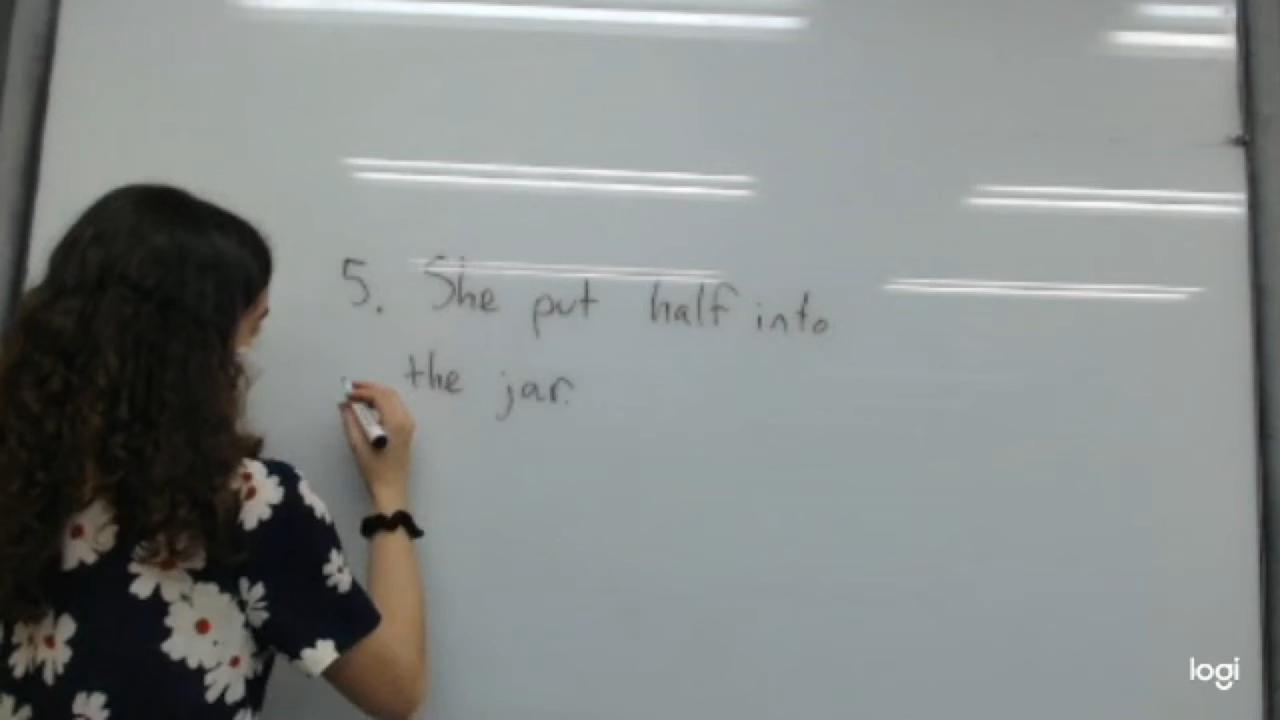 5. She put half into
the jar.
logi